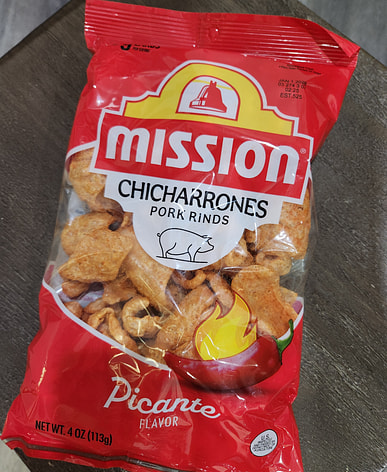 MISSION®
CHICHARRONES
PORK RINDS
Picante
FLAVOR
NET WT. 4 OZ (113g)